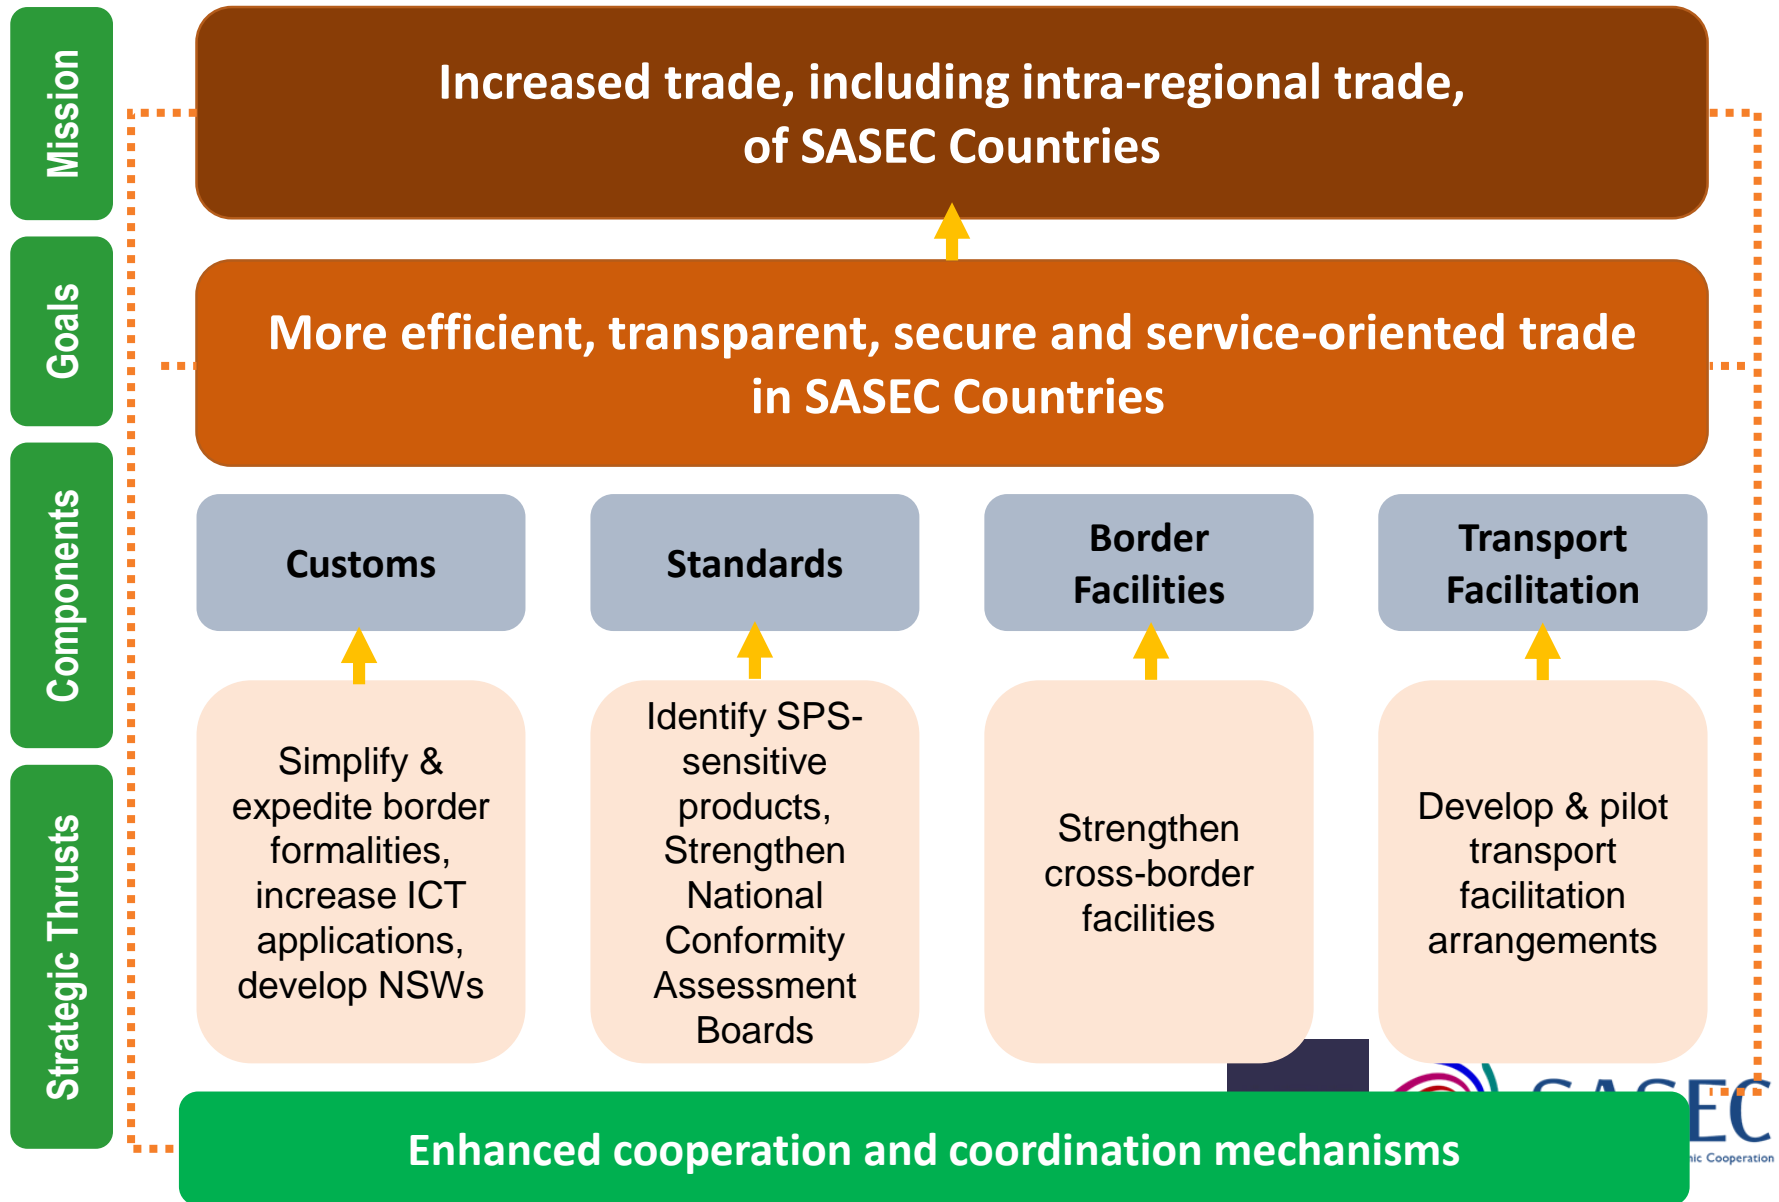 Mission
Increased trade, including intra-regional trade,
of SASEC Countries
Goals
More efficient, transparent, secure and service-oriented trade
in SASEC Countries
Components
Customs
Standards
Border
Facilities
Transport
Facilitation
Strategic Thrusts
Simplify &
expedite border
formalities,
increase ICT
applications,
develop NSWs
Identify SPS-
sensitive
products,
Strengthen
National
Conformity
Assessment
Boards
Strengthen
cross-border
facilities
Develop & pilot
transport
facilitation
arrangements
Enhanced cooperation and coordination mechanisms
SASEC
Cooperation